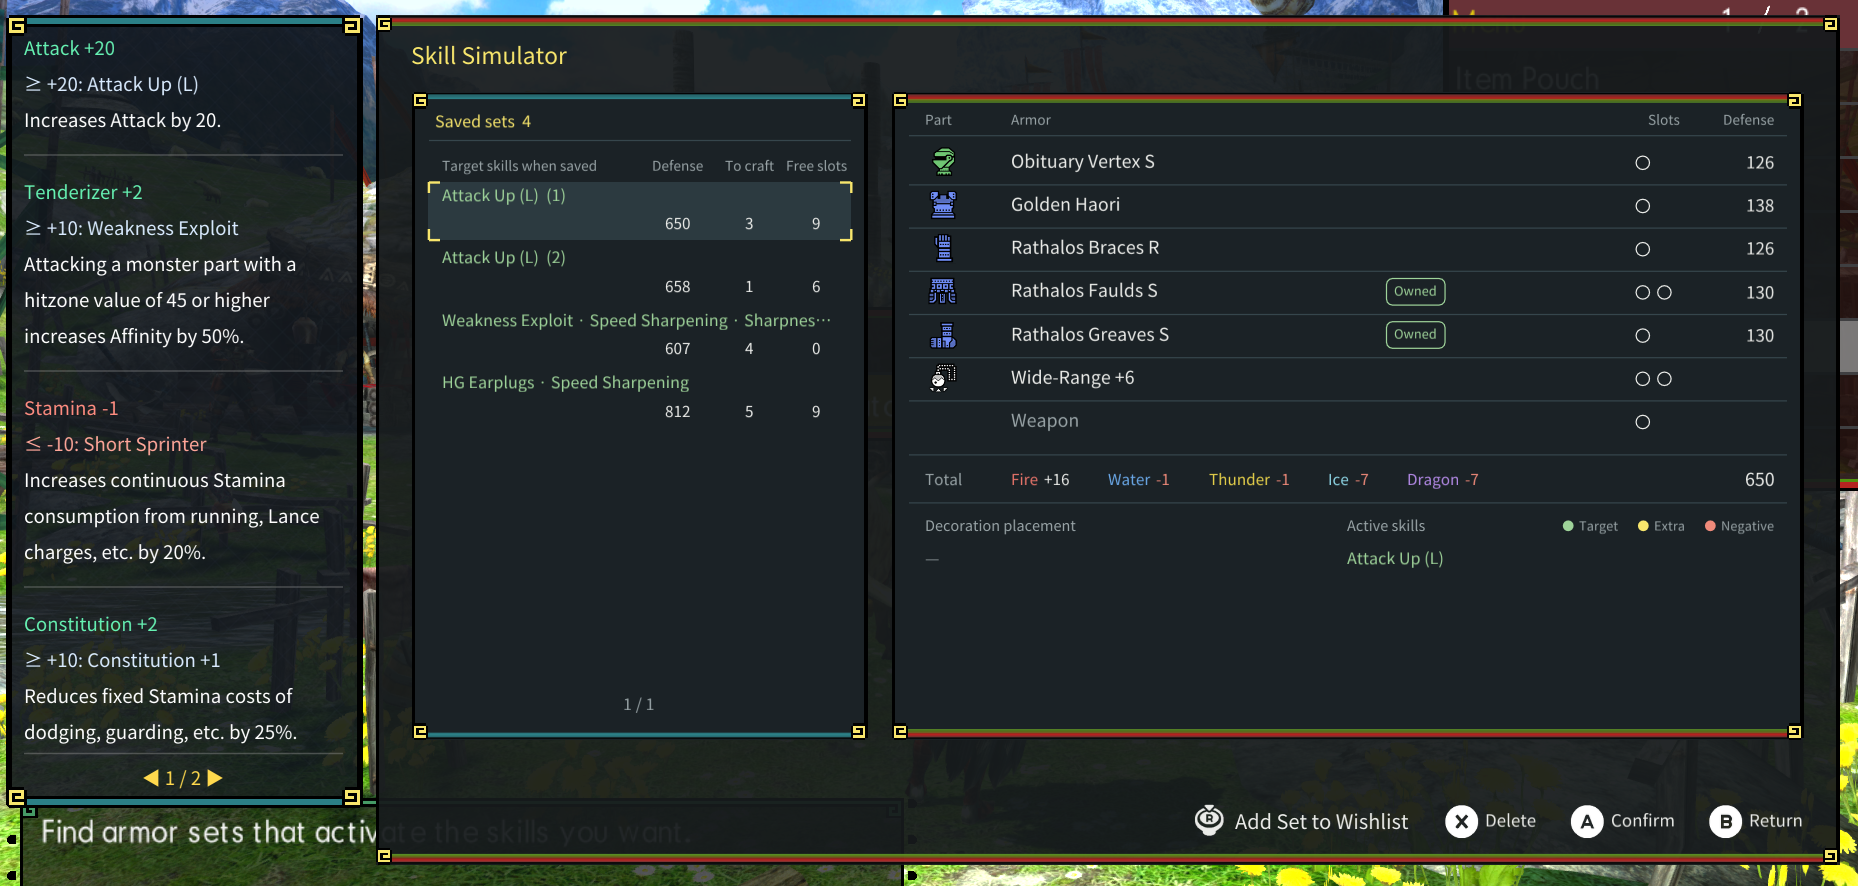 Attack +20
≥ +20: Attack Up (L)
Increases Attack by 20.
Tenderizer +2
≥ +10: Weakness Exploit
Attacking a monster part with a
hitzone value of 45 or higher
increases Affinity by 50%.
Stamina -1
≤ -10: Short Sprinter
Increases continuous Stamina
consumption from running, Lance
charges, etc. by 20%.
Constitution +2
≥ +10: Constitution +1
Reduces fixed Stamina costs of
dodging, guarding, etc. by 25%.
◀ 1 / 2 ▶
Skill Simulator
Saved sets 4
Target skills when saved Defense To craft Free slots
Attack Up (L) (1)
650 3 9
Attack Up (L) (2)
658 1 6
Weakness Exploit · Speed Sharpening · Sharpnes…
607 4 0
HG Earplugs · Speed Sharpening
812 5 9
1 / 1
Part Armor Slots Defense
Obituary Vertex S ○ 126
Golden Haori ○ 138
Rathalos Braces R ○ 126
Rathalos Faulds S Owned ○○ 130
Rathalos Greaves S Owned ○ 130
Wide-Range +6 ○○
Weapon ○
Total Fire +16 Water -1 Thunder -1 Ice -7 Dragon -7 650
Decoration placement Active skills Target Extra Negative
— Attack Up (L)
Menu 1 / 2
Item Pouch
R Add Set to Wishlist X Delete A Confirm B Return
Find armor sets that activate the skills you want.